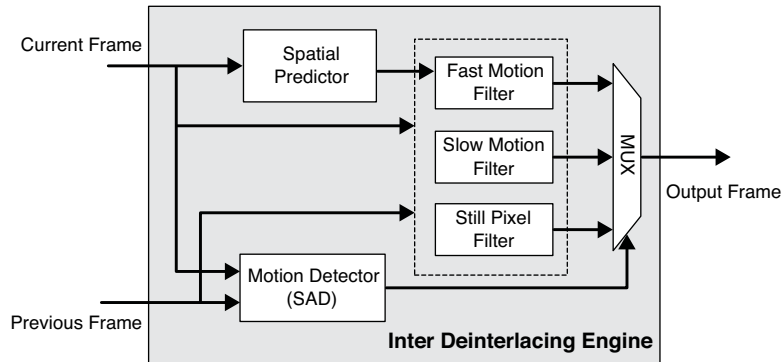 Current Frame
Spatial
Predictor
Fast Motion
Filter
Slow Motion
Filter
MUX
Output Frame
Still Pixel
Filter
Motion Detector
(SAD)
Previous Frame
Inter Deinterlacing Engine